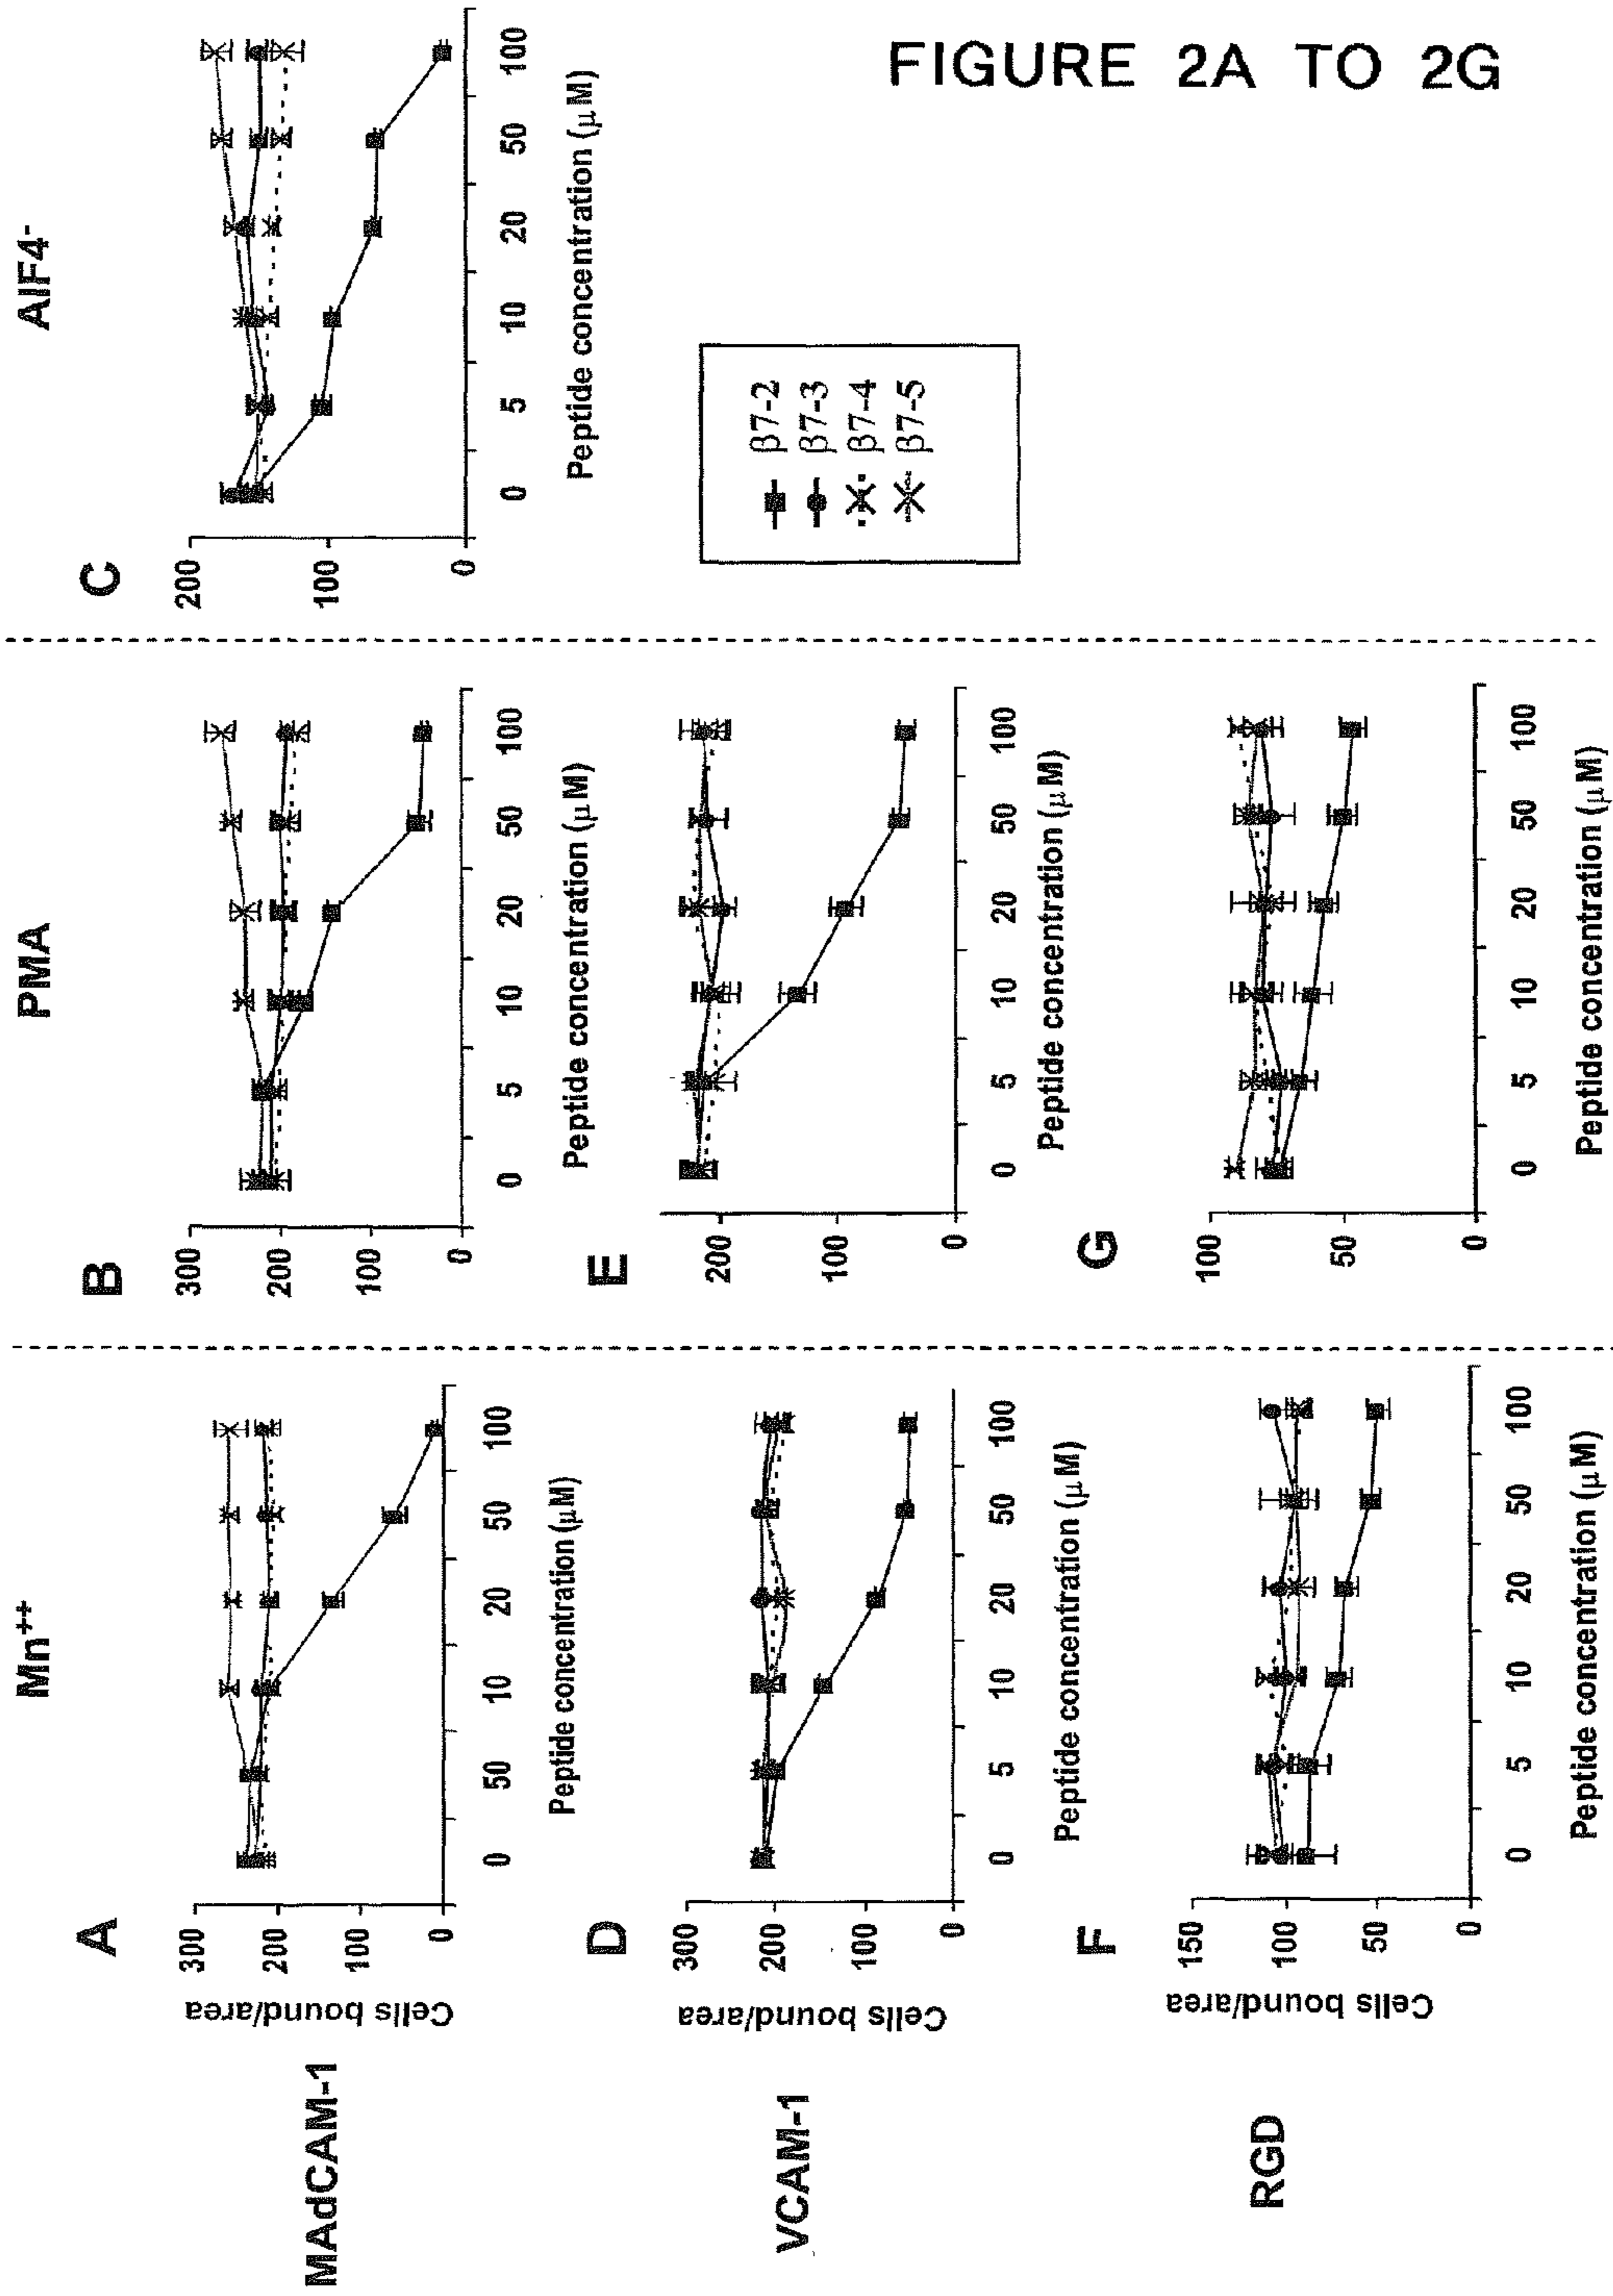 FIGURE 2A TO 2G
Mn++
PMA
AlF4-
MAdCAM-1
A
Cells bound/area
300
200
100
0
0 50 10 20 50 100
Peptide concentration (μM)
B
300
200
100
0
0 5 10 20 50 100
Peptide concentration (μM)
C
200
100
0
0 5 10 20 50 100
Peptide concentration (μM)
VCAM-1
D
Cells bound/area
300
200
100
0
0 5 10 20 50 100
Peptide concentration (μM)
E
200
100
0
0 5 10 20 50 100
Peptide concentration (μM)
β7-2
β7-3
β7-4
β7-5
RGD
F
Cells bound/area
150
100
50
0
0 5 10 20 50 100
Peptide concentration (μM)
G
100
50
0
0 5 10 20 50 100
Peptide concentration (μM)